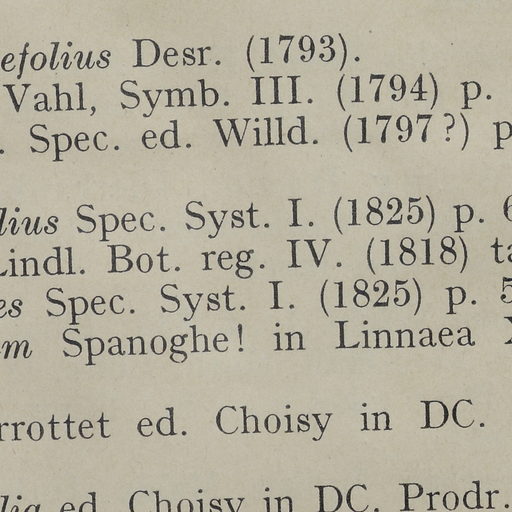 efolius Desr. (1793).
Vahl, Symb. III. (1794) p.
. Spec. ed. Willd. (1797?) p
lius Spec. Syst. I. (1825) p. 6
Lindl. Bot. reg. IV. (1818) ta
es Spec. Syst. I. (1825) p. 5
m Spanoghe! in Linnaea X
rrottet ed. Choisy in DC.
lia ed. Choisy in DC. Prodr.